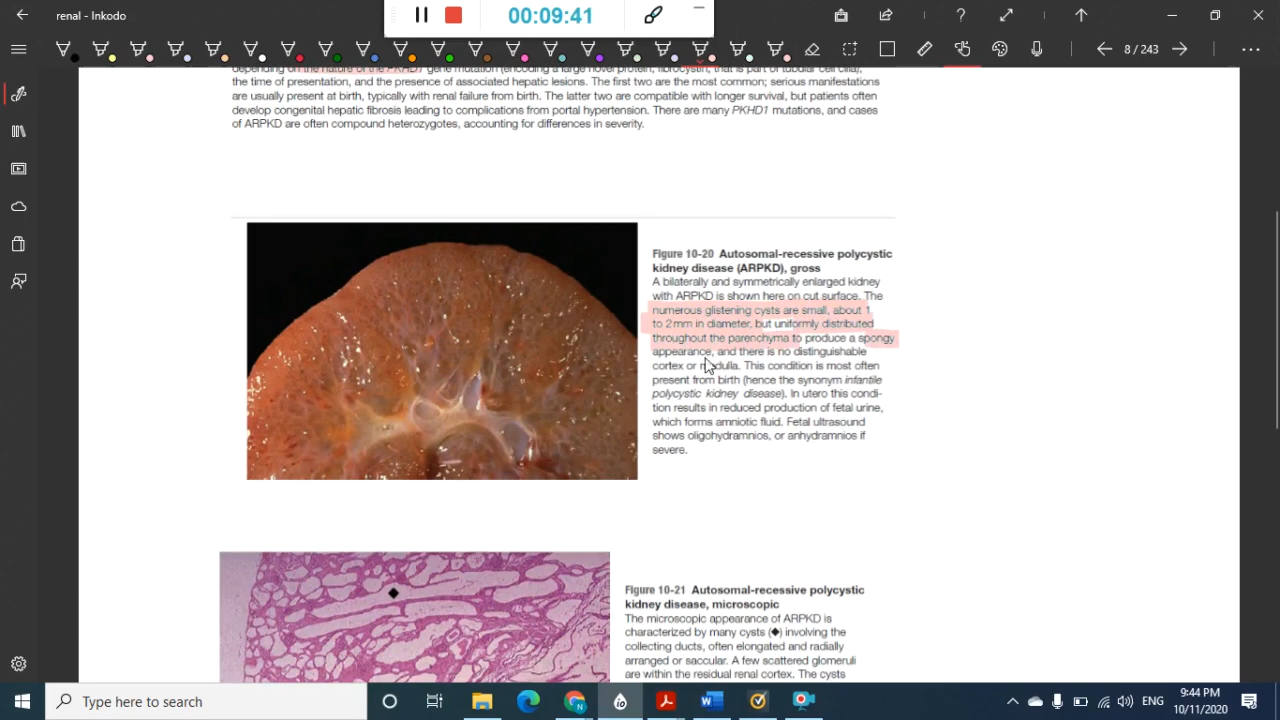 renal - Inkodo
00:09:41
8 / 243
depending on the nature of the PKHD1 gene mutation (encoding a large novel protein, fibrocystin, that is part of tubular cell cilia),
the time of presentation, and the presence of associated hepatic lesions. The first two are the most common; serious manifestations
are usually present at birth, typically with renal failure from birth. The latter two are compatible with longer survival, but patients often
develop congenital hepatic fibrosis leading to complications from portal hypertension. There are many PKHD1 mutations, and cases
of ARPKD are often compound heterozygotes, accounting for differences in severity.
Figure 10-20 Autosomal-recessive polycystic
kidney disease (ARPKD), gross
A bilaterally and symmetrically enlarged kidney
with ARPKD is shown here on cut surface. The
numerous glistening cysts are small, about 1
to 2 mm in diameter, but uniformly distributed
throughout the parenchyma to produce a spongy
appearance, and there is no distinguishable
cortex or medulla. This condition is most often
present from birth (hence the synonym infantile
polycystic kidney disease). In utero this condi-
tion results in reduced production of fetal urine,
which forms amniotic fluid. Fetal ultrasound
shows oligohydramnios, or anhydramnios if
severe.
Figure 10-21 Autosomal-recessive polycystic
kidney disease, microscopic
The microscopic appearance of ARPKD is
characterized by many cysts (◆) involving the
collecting ducts, often elongated and radially
arranged or saccular. A few scattered glomeruli
are within the residual renal cortex. The cysts
Type here to search
ENG
9:44 PM
10/11/2020